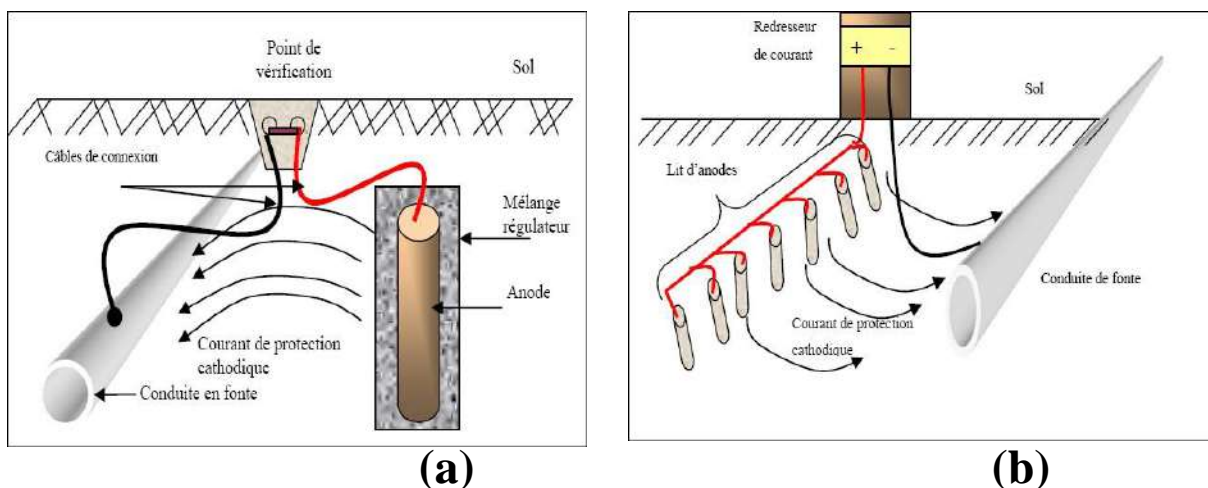 Point de
vérification
Sol
Câbles de connexion
Mélange
régulateur
Anode
Courant de protection
cathodique
Conduite en fonte
(a)
Redresseur
de courant
+ -
Sol
Lit d'anodes
Conduite de fonte
Courant de protection
cathodique
(b)